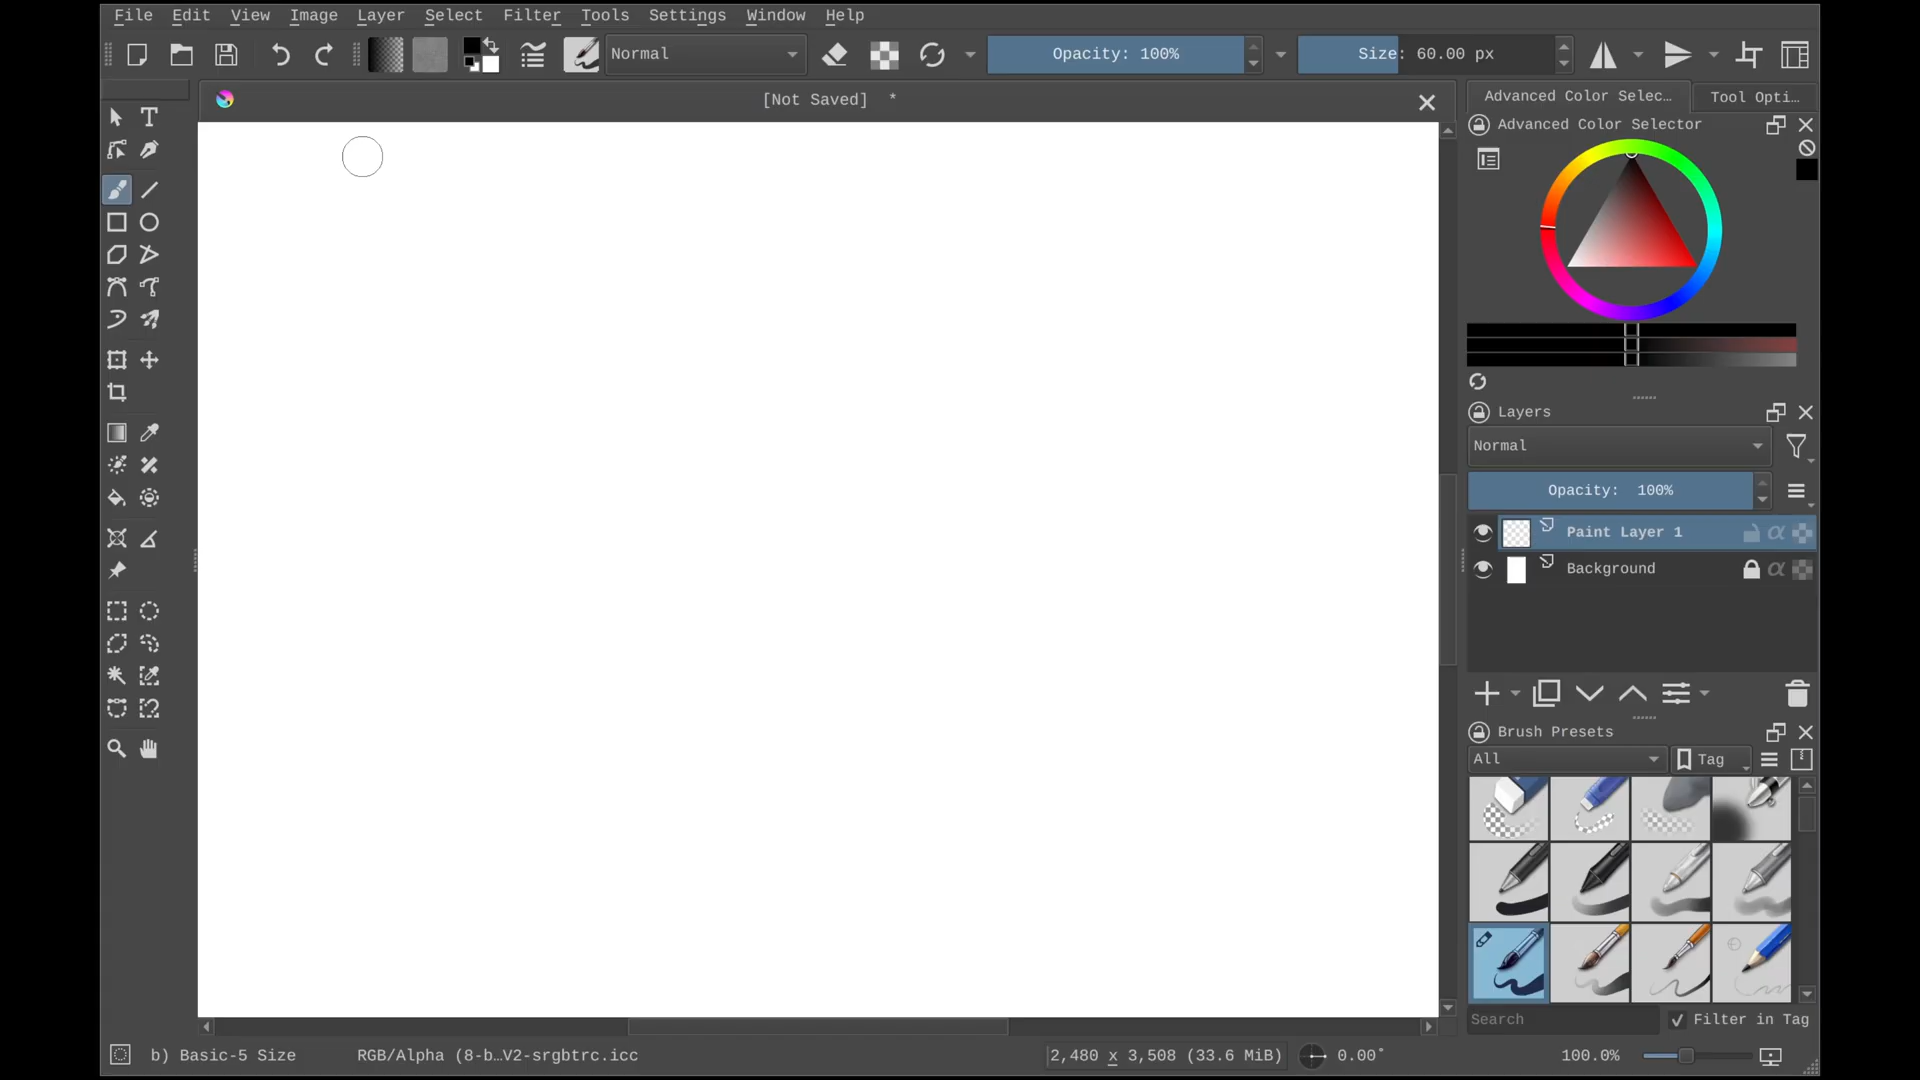 File Edit View Image Layer Select Filter Tools Settings Window Help
Normal Opacity: 100% Size: 60.00 px
[Not Saved] *
Advanced Color Selec... Tool Opti...
Advanced Color Selector
Layers
Normal
Opacity: 100%
Paint Layer 1
Background
Brush Presets
All Tag
Search Filter in Tag
b) Basic-5 Size RGB/Alpha (8-b...V2-srgbtrc.icc 2,480 x 3,508 (33.6 MiB) 0.00° 100.0%